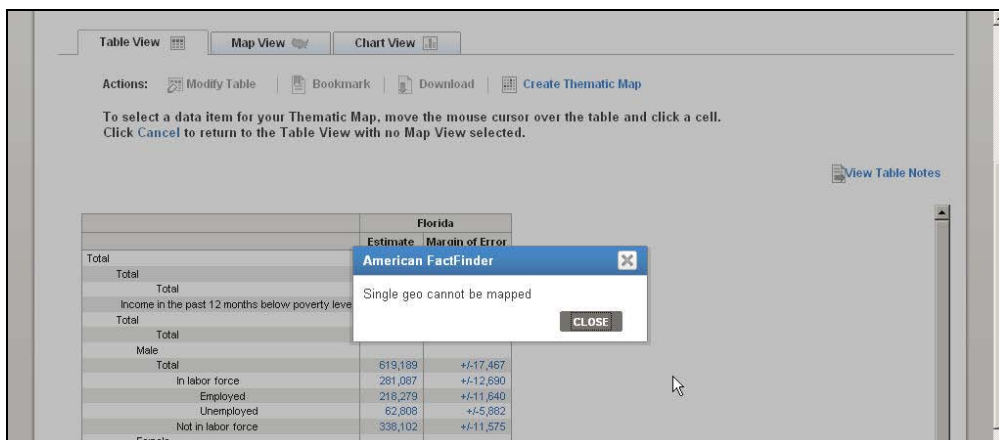 Table View Map View Chart View
Actions: Modify Table | Bookmark | Download | Create Thematic Map
To select a data item for your Thematic Map, move the mouse cursor over the table and click a cell.
Click Cancel to return to the Table View with no Map View selected.
View Table Notes
Florida
Estimate Margin of Error
Total
American FactFinder
Total
Total
Single geo cannot be mapped
Income in the past 12 months below poverty leve
Total
CLOSE
Total
Male
Total 619,189 +/-17,467
In labor force 281,087 +/-12,690
Employed 218,279 +/-11,640
Unemployed 62,808 +/-5,882
Not in labor force 338,102 +/-11,575
Female